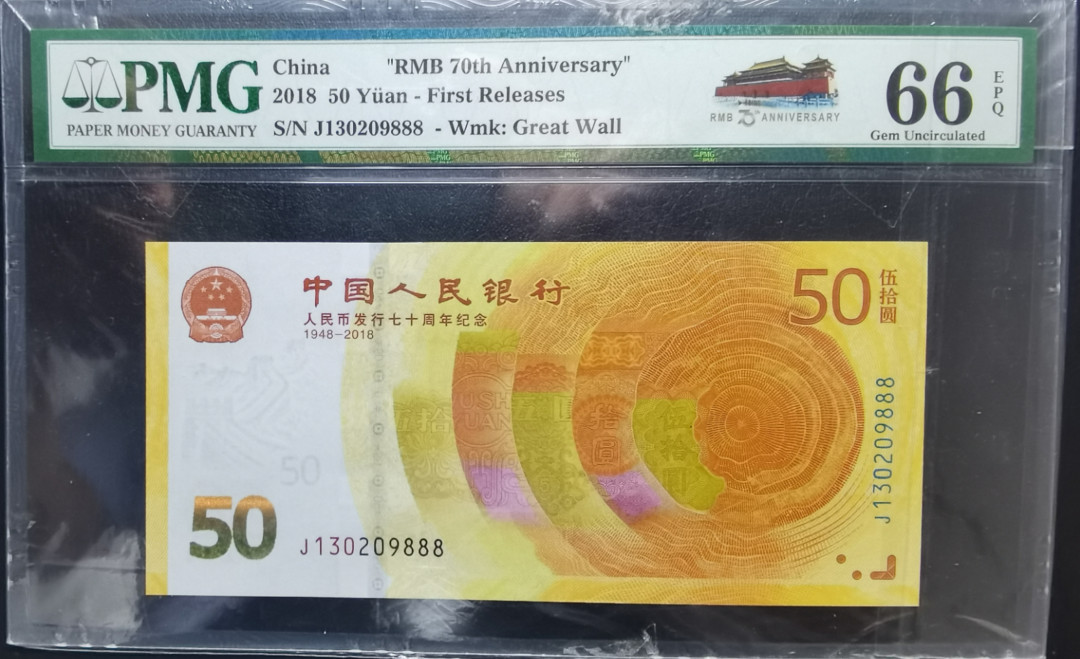 PMG
PAPER MONEY GUARANTY
China "RMB 70th Anniversary"
2018 50 Yüan - First Releases
S/N J130209888 - Wmk: Great Wall
RMB 70th ANNIVERSARY
66
EPQ
Gem Uncirculated
中国人民银行
人民币发行七十周年纪念
1948-2018
50
伍拾圆
50
50
J130209888
J130209888